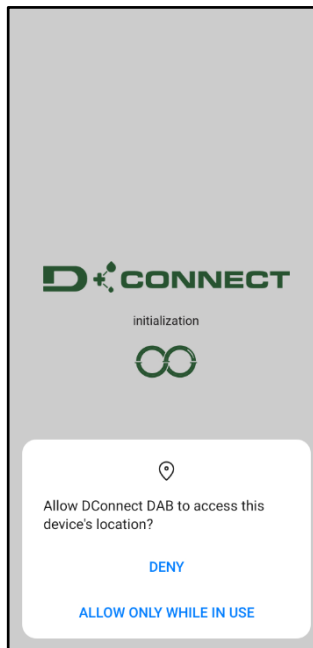 D CONNECT
initialization
Allow DConnect DAB to access this
device's location?
DENY
ALLOW ONLY WHILE IN USE